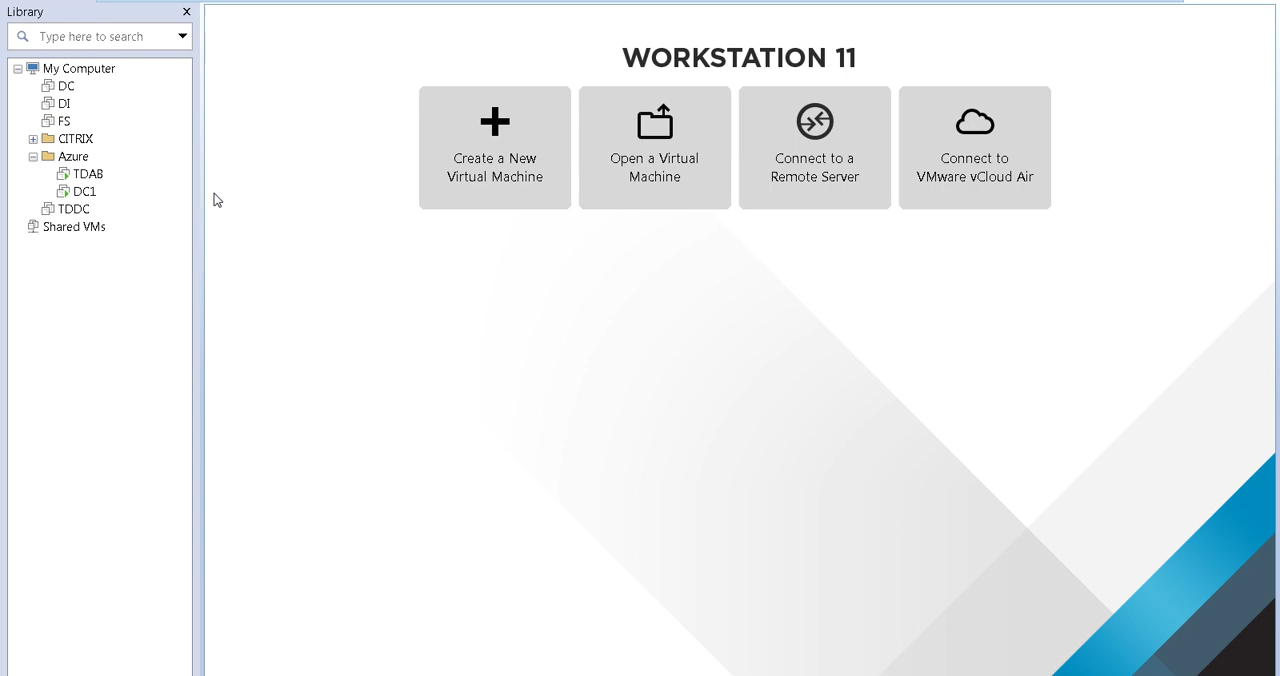 Library
Type here to search
My Computer
DC
DI
FS
CITRIX
Azure
TDAB
DC1
TDDC
Shared VMs
WORKSTATION 11
Create a New
Virtual Machine
Open a Virtual
Machine
Connect to a
Remote Server
Connect to
VMware vCloud Air